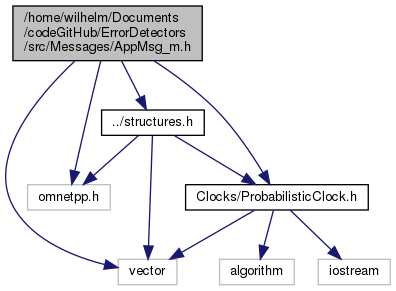 /home/wilhelm/Documents
/codeGitHub/ErrorDetectors
/src/Messages/AppMsg_m.h
../structures.h
omnetpp.h
Clocks/ProbabilisticClock.h
vector
algorithm
iostream